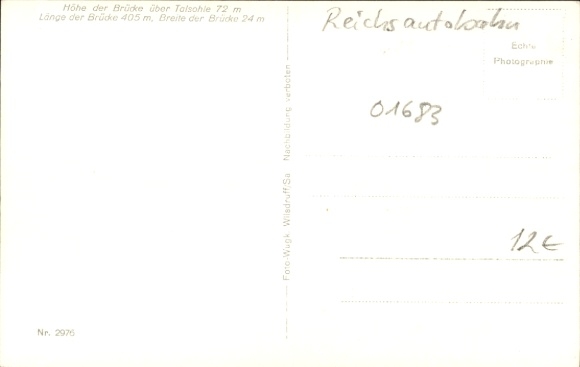 Höhe der Brücke über Talsohle 72 m
Länge der Brücke 405 m, Breite der Brücke 24 m
Reichsautobahn
Echte
Photographie
01683
Foto-Wugk Wilsdruff/Sa Nachbildung verboten
12€
Nr. 2976